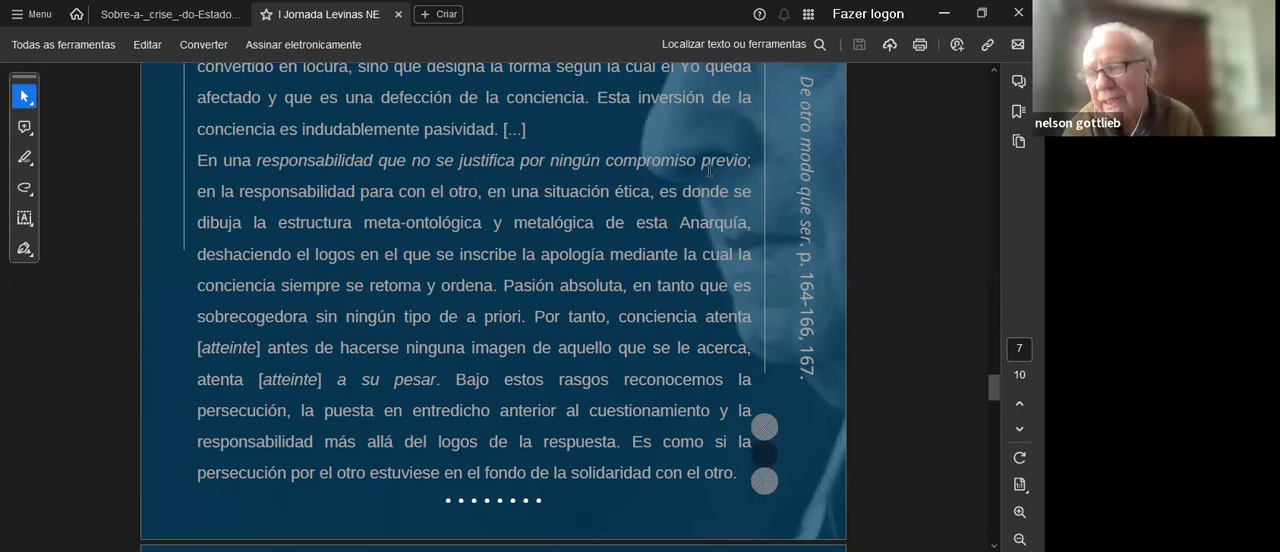 Menu
Sobre-a-_crise_-do-Estado...
I Jornada Levinas NE
Criar
Fazer logon
Todas as ferramentas
Editar
Converter
Assinar eletronicamente
Localizar texto ou ferramentas
nelson gottlieb
convertido en locura, sino que designa la forma según la cual el Yo queda
afectado y que es una defección de la conciencia. Esta inversión de la
conciencia es indudablemente pasividad. [...]
En una responsabilidad que no se justifica por ningún compromiso previo;
en la responsabilidad para con el otro, en una situación ética, es donde se
dibuja la estructura meta-ontológica y metalógica de esta Anarquía,
deshaciendo el logos en el que se inscribe la apología mediante la cual la
conciencia siempre se retoma y ordena. Pasión absoluta, en tanto que es
sobrecogedora sin ningún tipo de a priori. Por tanto, conciencia atenta
[atteinte] antes de hacerse ninguna imagen de aquello que se le acerca,
atenta [atteinte] a su pesar. Bajo estos rasgos reconocemos la
persecución, la puesta en entredicho anterior al cuestionamiento y la
responsabilidad más allá del logos de la respuesta. Es como si la
persecución por el otro estuviese en el fondo de la solidaridad con el otro.
De otro modo que ser. p. 164-166, 167.
7
10